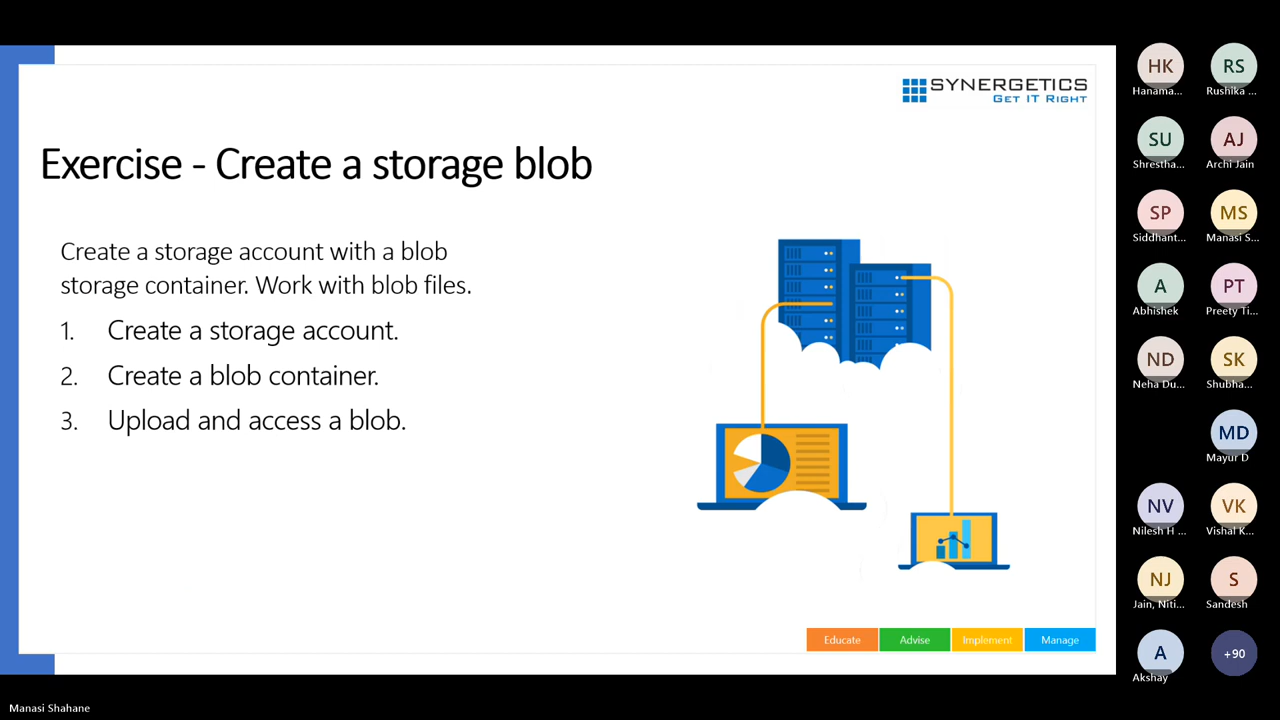 SYNERGETICS
GET IT RIGHT
Exercise - Create a storage blob
Create a storage account with a blob
storage container. Work with blob files.
1. Create a storage account.
2. Create a blob container.
3. Upload and access a blob.
Educate
Advise
Implement
Manage
HK
Hanama...
RS
Rushika ...
SU
Shrestha...
AJ
Archi Jain
SP
Siddhant...
MS
Manasi S...
A
Abhishek
PT
Preety Ti...
ND
Neha Du...
SK
Shubha...
MD
Mayur D
NV
Nilesh H ...
VK
Vishal K...
NJ
Jain, Niti...
S
Sandesh
A
Akshay
+90
Manasi Shahane